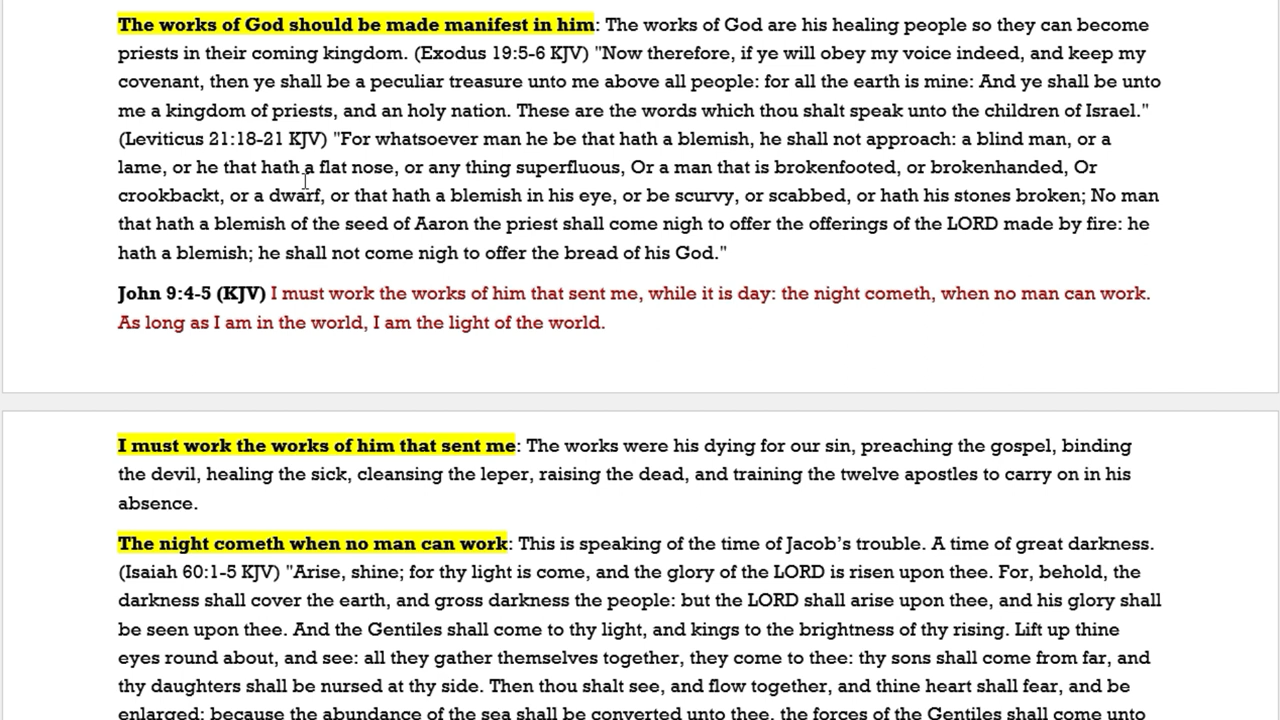 The works of God should be made manifest in him: The works of God are his healing people so they can become
priests in their coming kingdom. (Exodus 19:5-6 KJV) "Now therefore, if ye will obey my voice indeed, and keep my
covenant, then ye shall be a peculiar treasure unto me above all people: for all the earth is mine: And ye shall be unto
me a kingdom of priests, and an holy nation. These are the words which thou shalt speak unto the children of Israel."
(Leviticus 21:18-21 KJV) "For whatsoever man he be that hath a blemish, he shall not approach: a blind man, or a
lame, or he that hath a flat nose, or any thing superfluous, Or a man that is brokenfooted, or brokenhanded, Or
crookbackt, or a dwarf, or that hath a blemish in his eye, or be scurvy, or scabbed, or hath his stones broken; No man
that hath a blemish of the seed of Aaron the priest shall come nigh to offer the offerings of the LORD made by fire: he
hath a blemish; he shall not come nigh to offer the bread of his God."
John 9:4-5 (KJV) I must work the works of him that sent me, while it is day: the night cometh, when no man can work.
As long as I am in the world, I am the light of the world.
I must work the works of him that sent me: The works were his dying for our sin, preaching the gospel, binding
the devil, healing the sick, cleansing the leper, raising the dead, and training the twelve apostles to carry on in his
absence.
The night cometh when no man can work: This is speaking of the time of Jacob’s trouble. A time of great darkness.
(Isaiah 60:1-5 KJV) "Arise, shine; for thy light is come, and the glory of the LORD is risen upon thee. For, behold, the
darkness shall cover the earth, and gross darkness the people: but the LORD shall arise upon thee, and his glory shall
be seen upon thee. And the Gentiles shall come to thy light, and kings to the brightness of thy rising. Lift up thine
eyes round about, and see: all they gather themselves together, they come to thee: thy sons shall come from far, and
thy daughters shall be nursed at thy side. Then thou shalt see, and flow together, and thine heart shall fear, and be
enlarged; because the abundance of the sea shall be converted unto thee, the forces of the Gentiles shall come unto